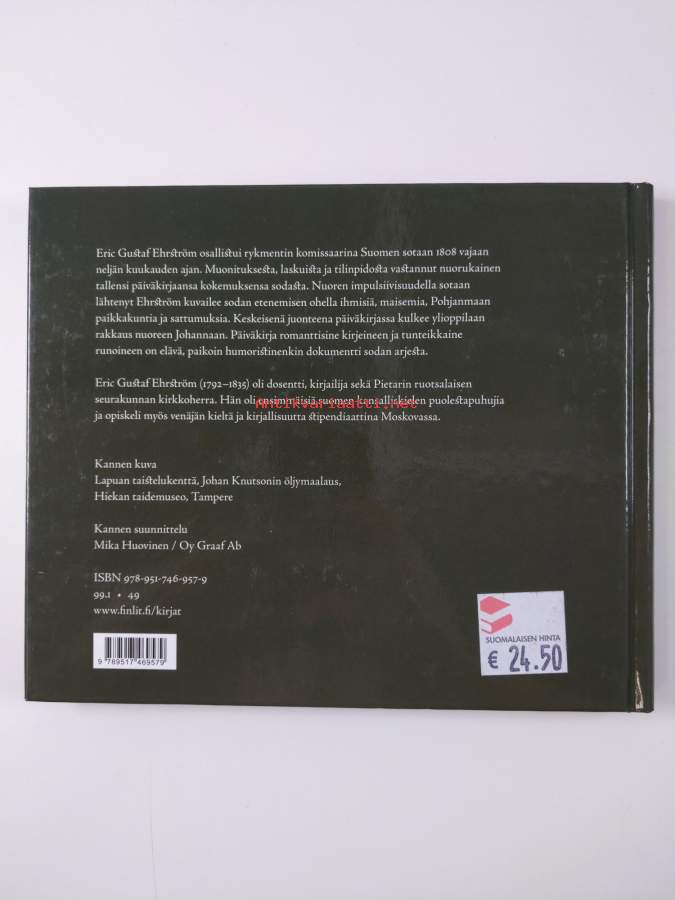 Eric Gustaf Ehrström osallistui rykmentin komissaarina Suomen sotaan 1808 vajaan
neljän kuukauden ajan. Muonituksesta, laskuista ja tilinpidosta vastannut nuorukainen
tallensi päiväkirjaansa kokemuksensa sodasta. Nuoren impulsiivisuudella sotaan
lähtenyt Ehrström kuvailee sodan etenemisen ohella ihmisiä, maisemia, Pohjanmaan
paikkakuntia ja sattumuksia. Keskeisenä juonteena päiväkirjassa kulkee ylioppilaan
rakkaus nuoreen Johannaan. Päiväkirja romanttisine kirjeineen ja tunteikkaine
runoineen on elävä, paikoin humoristinenkin dokumentti sodan arjesta.
Eric Gustaf Ehrström (1792–1835) oli dosentti, kirjailija sekä Pietarin ruotsalaisen
seurakunnan kirkkoherra. Hän oli ensimmäisiä suomen kansalliskielen puolestapuhujia
Antikvariaatti.net
ja opiskeli myös venäjän kieltä ja kirjallisuutta stipendiaattina Moskovassa.
Kannen kuva
Lapuan taistelukenttä, Johan Knutsonin öljymaalaus,
Hiekan taidemuseo, Tampere
Kannen suunnittelu
Mika Huovinen / Oy Graaf Ab
ISBN 978-951-746-957-9
99.1 • 49
www.finlit.fi/kirjat
9 789517 469579
SUOMALAISEN HINTA
€ 24.50